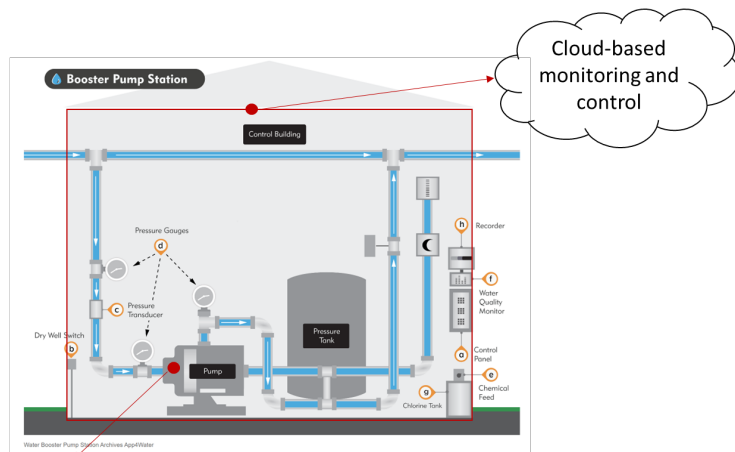 Cloud-based
monitoring and
control
Booster Pump Station
Control Building
Pressure Gauges
d
h
Recorder
f
Water
Quality
Monitor
c
Pressure
Transducer
Dry Well Switch
b
Pump
Pressure
Tank
a
Control
Panel
e
Chemical
Feed
g
Chlorine Tank
Water Booster Pump Station Archives App4Water